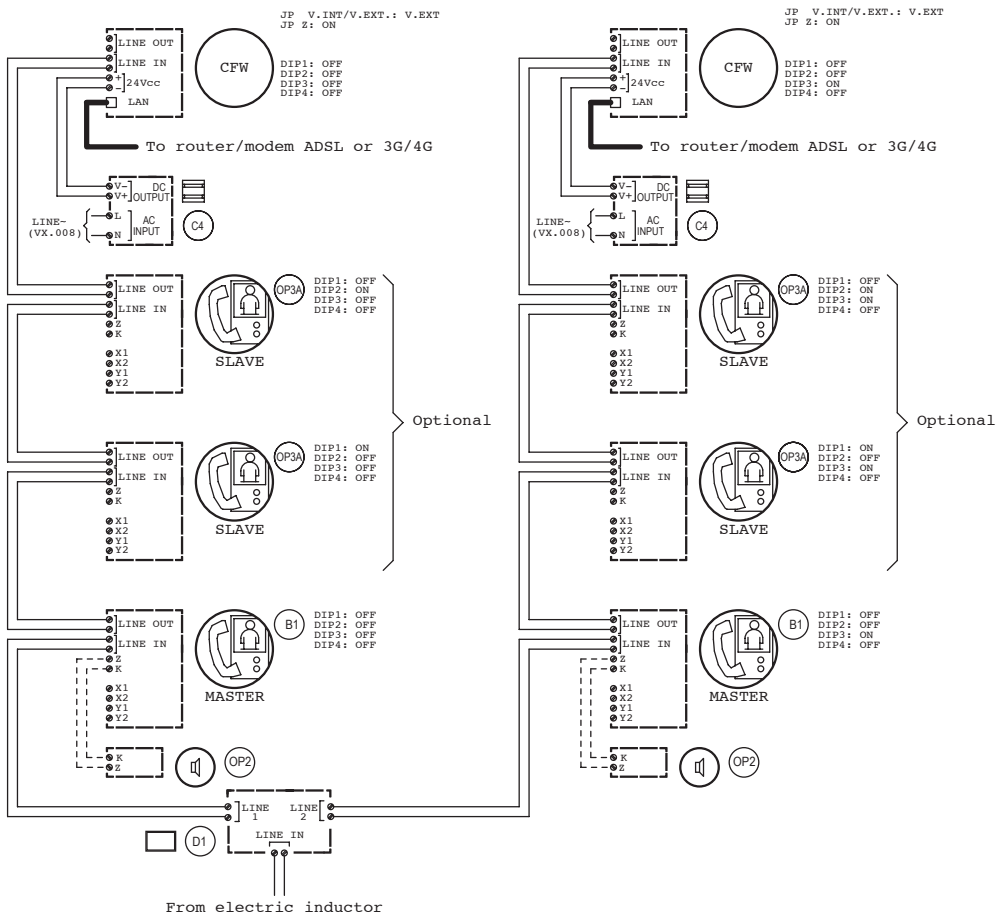 JP V.INT/V.EXT.: V.EXT
JP Z: ON
LINE OUT
LINE IN
+
-
24Vcc
LAN
CFW
DIP1: OFF
DIP2: OFF
DIP3: OFF
DIP4: OFF
To router/modem ADSL or 3G/4G
V-
V+
DC
OUTPUT
L
N
AC
INPUT
LINE~
(VX.008)
C4
LINE OUT
LINE IN
Z
K
X1
X2
Y1
Y2
SLAVE
OP3A
DIP1: OFF
DIP2: ON
DIP3: OFF
DIP4: OFF
Optional
LINE OUT
LINE IN
Z
K
X1
X2
Y1
Y2
SLAVE
OP3A
DIP1: ON
DIP2: OFF
DIP3: OFF
DIP4: OFF
LINE OUT
LINE IN
Z
K
X1
X2
Y1
Y2
MASTER
B1
DIP1: OFF
DIP2: OFF
DIP3: OFF
DIP4: OFF
K
Z
OP2
JP V.INT/V.EXT.: V.EXT
JP Z: ON
LINE OUT
LINE IN
+
-
24Vcc
LAN
CFW
DIP1: OFF
DIP2: OFF
DIP3: ON
DIP4: OFF
To router/modem ADSL or 3G/4G
V-
V+
DC
OUTPUT
L
N
AC
INPUT
LINE~
(VX.008)
C4
LINE OUT
LINE IN
Z
K
X1
X2
Y1
Y2
SLAVE
OP3A
DIP1: OFF
DIP2: ON
DIP3: ON
DIP4: OFF
Optional
LINE OUT
LINE IN
Z
K
X1
X2
Y1
Y2
SLAVE
OP3A
DIP1: ON
DIP2: OFF
DIP3: ON
DIP4: OFF
LINE OUT
LINE IN
Z
K
X1
X2
Y1
Y2
MASTER
B1
DIP1: OFF
DIP2: OFF
DIP3: ON
DIP4: OFF
K
Z
OP2
LINE
1
LINE
2
LINE IN
D1
From electric inductor